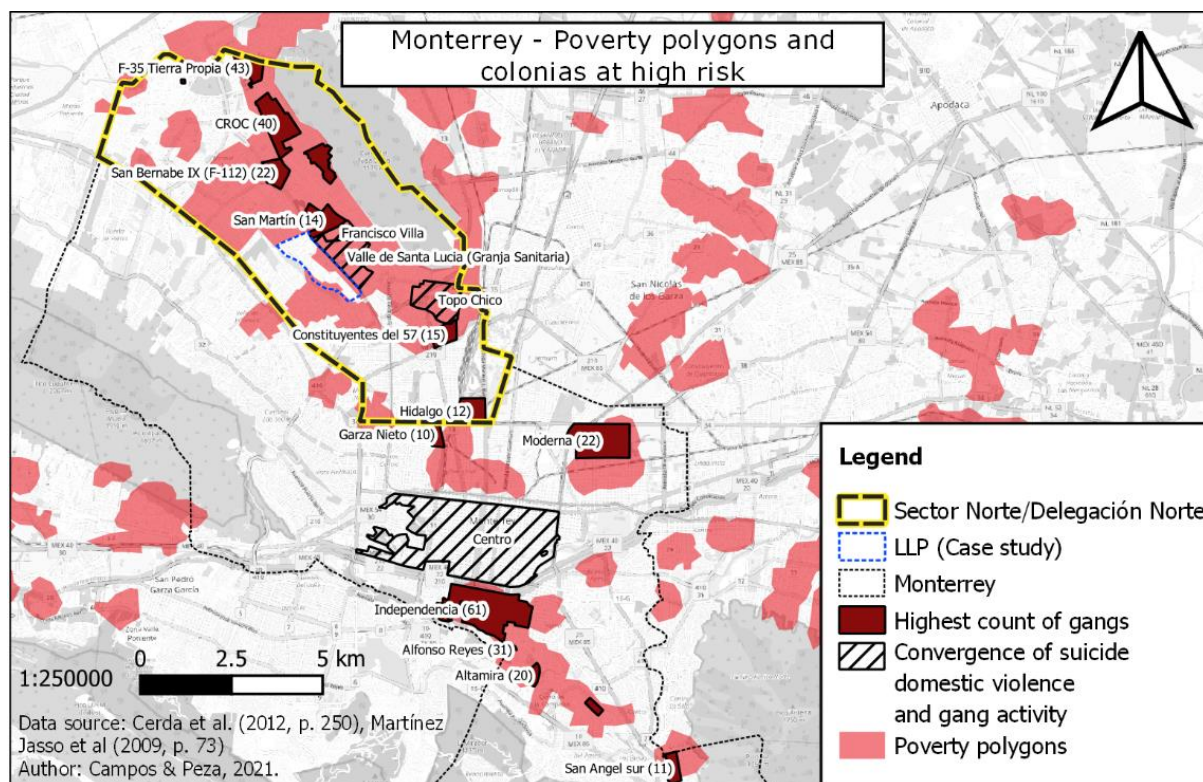 Monterrey - Poverty polygons and
colonias at high risk
F-35 Tierra Propia (43)
CROC (40)
San Bernabe IX (F-112) (22)
San Martín (14)
Francisco Villa
Valle de Santa Lucia (Granja Sanitaria)
Topo Chico
Constituyentes del 57 (15)
Hidalgo (12)
Garza Nieto (10)
Moderna (22)
Monterrey
Centro
Independencia (61)
Alfonso Reyes (31)
Altamira (20)
San Angel sur (11)
Apodaca
San Nicolás
de los Garza
San Pedro
Garza García
0 2.5 5 km
1:250000
Data source: Cerda et al. (2012, p. 250), Martínez
Jasso et al (2009, p. 73)
Author: Campos & Peza, 2021.
Legend
Sector Norte/Delegación Norte
LLP (Case study)
Monterrey
Highest count of gangs
Convergence of suicide
domestic violence
and gang activity
Poverty polygons